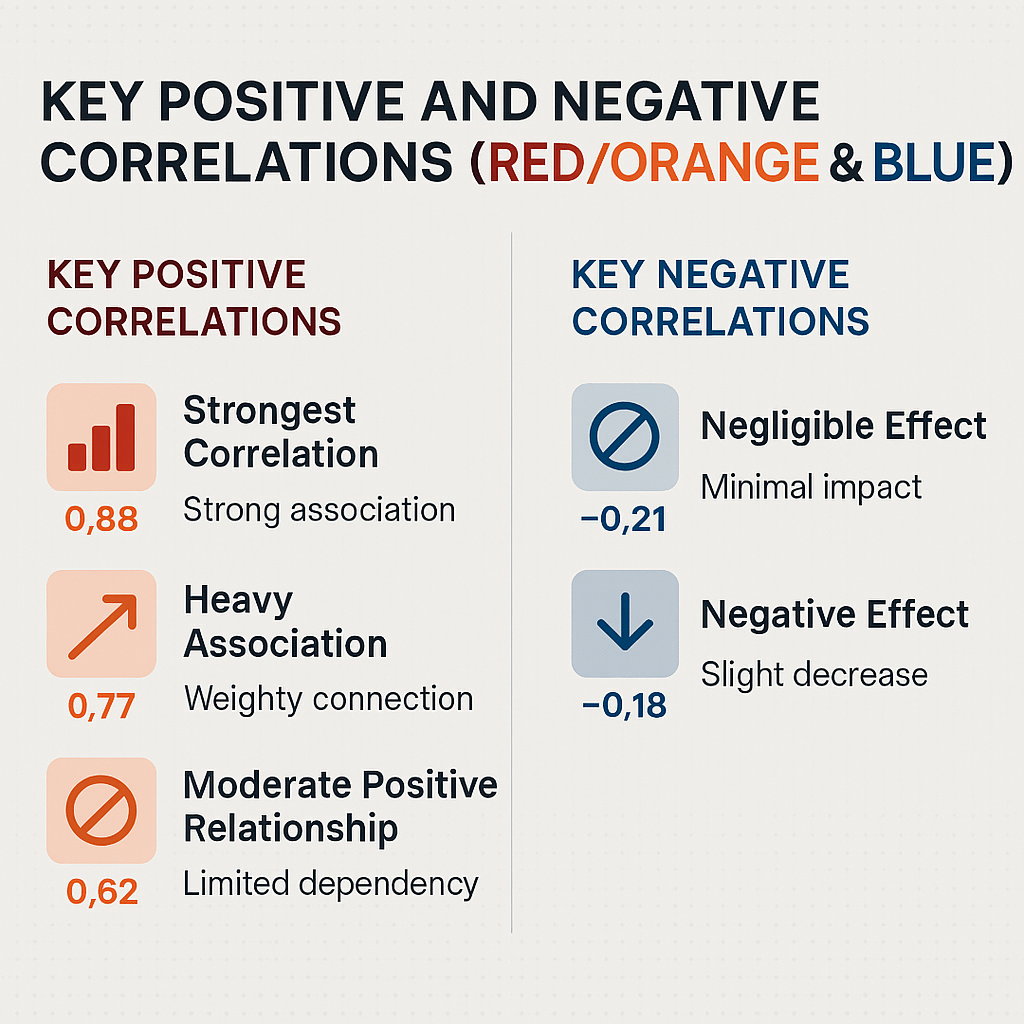 KEY POSITIVE AND NEGATIVE
CORRELATIONS (RED/ORANGE & BLUE)
KEY POSITIVE
CORRELATIONS
Strongest
Correlation
Strong association
0,88
Heavy
Association
Weighty connection
0,77
Moderate Positive
Relationship
Limited dependency
0,62
KEY NEGATIVE
CORRELATIONS
Negligible Effect
Minimal impact
−0,21
Negative Effect
Slight decrease
−0,18